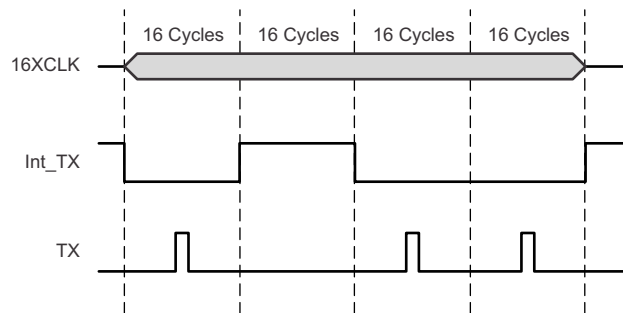 16 Cycles 16 Cycles 16 Cycles 16 Cycles
16XCLK
Int_TX
TX